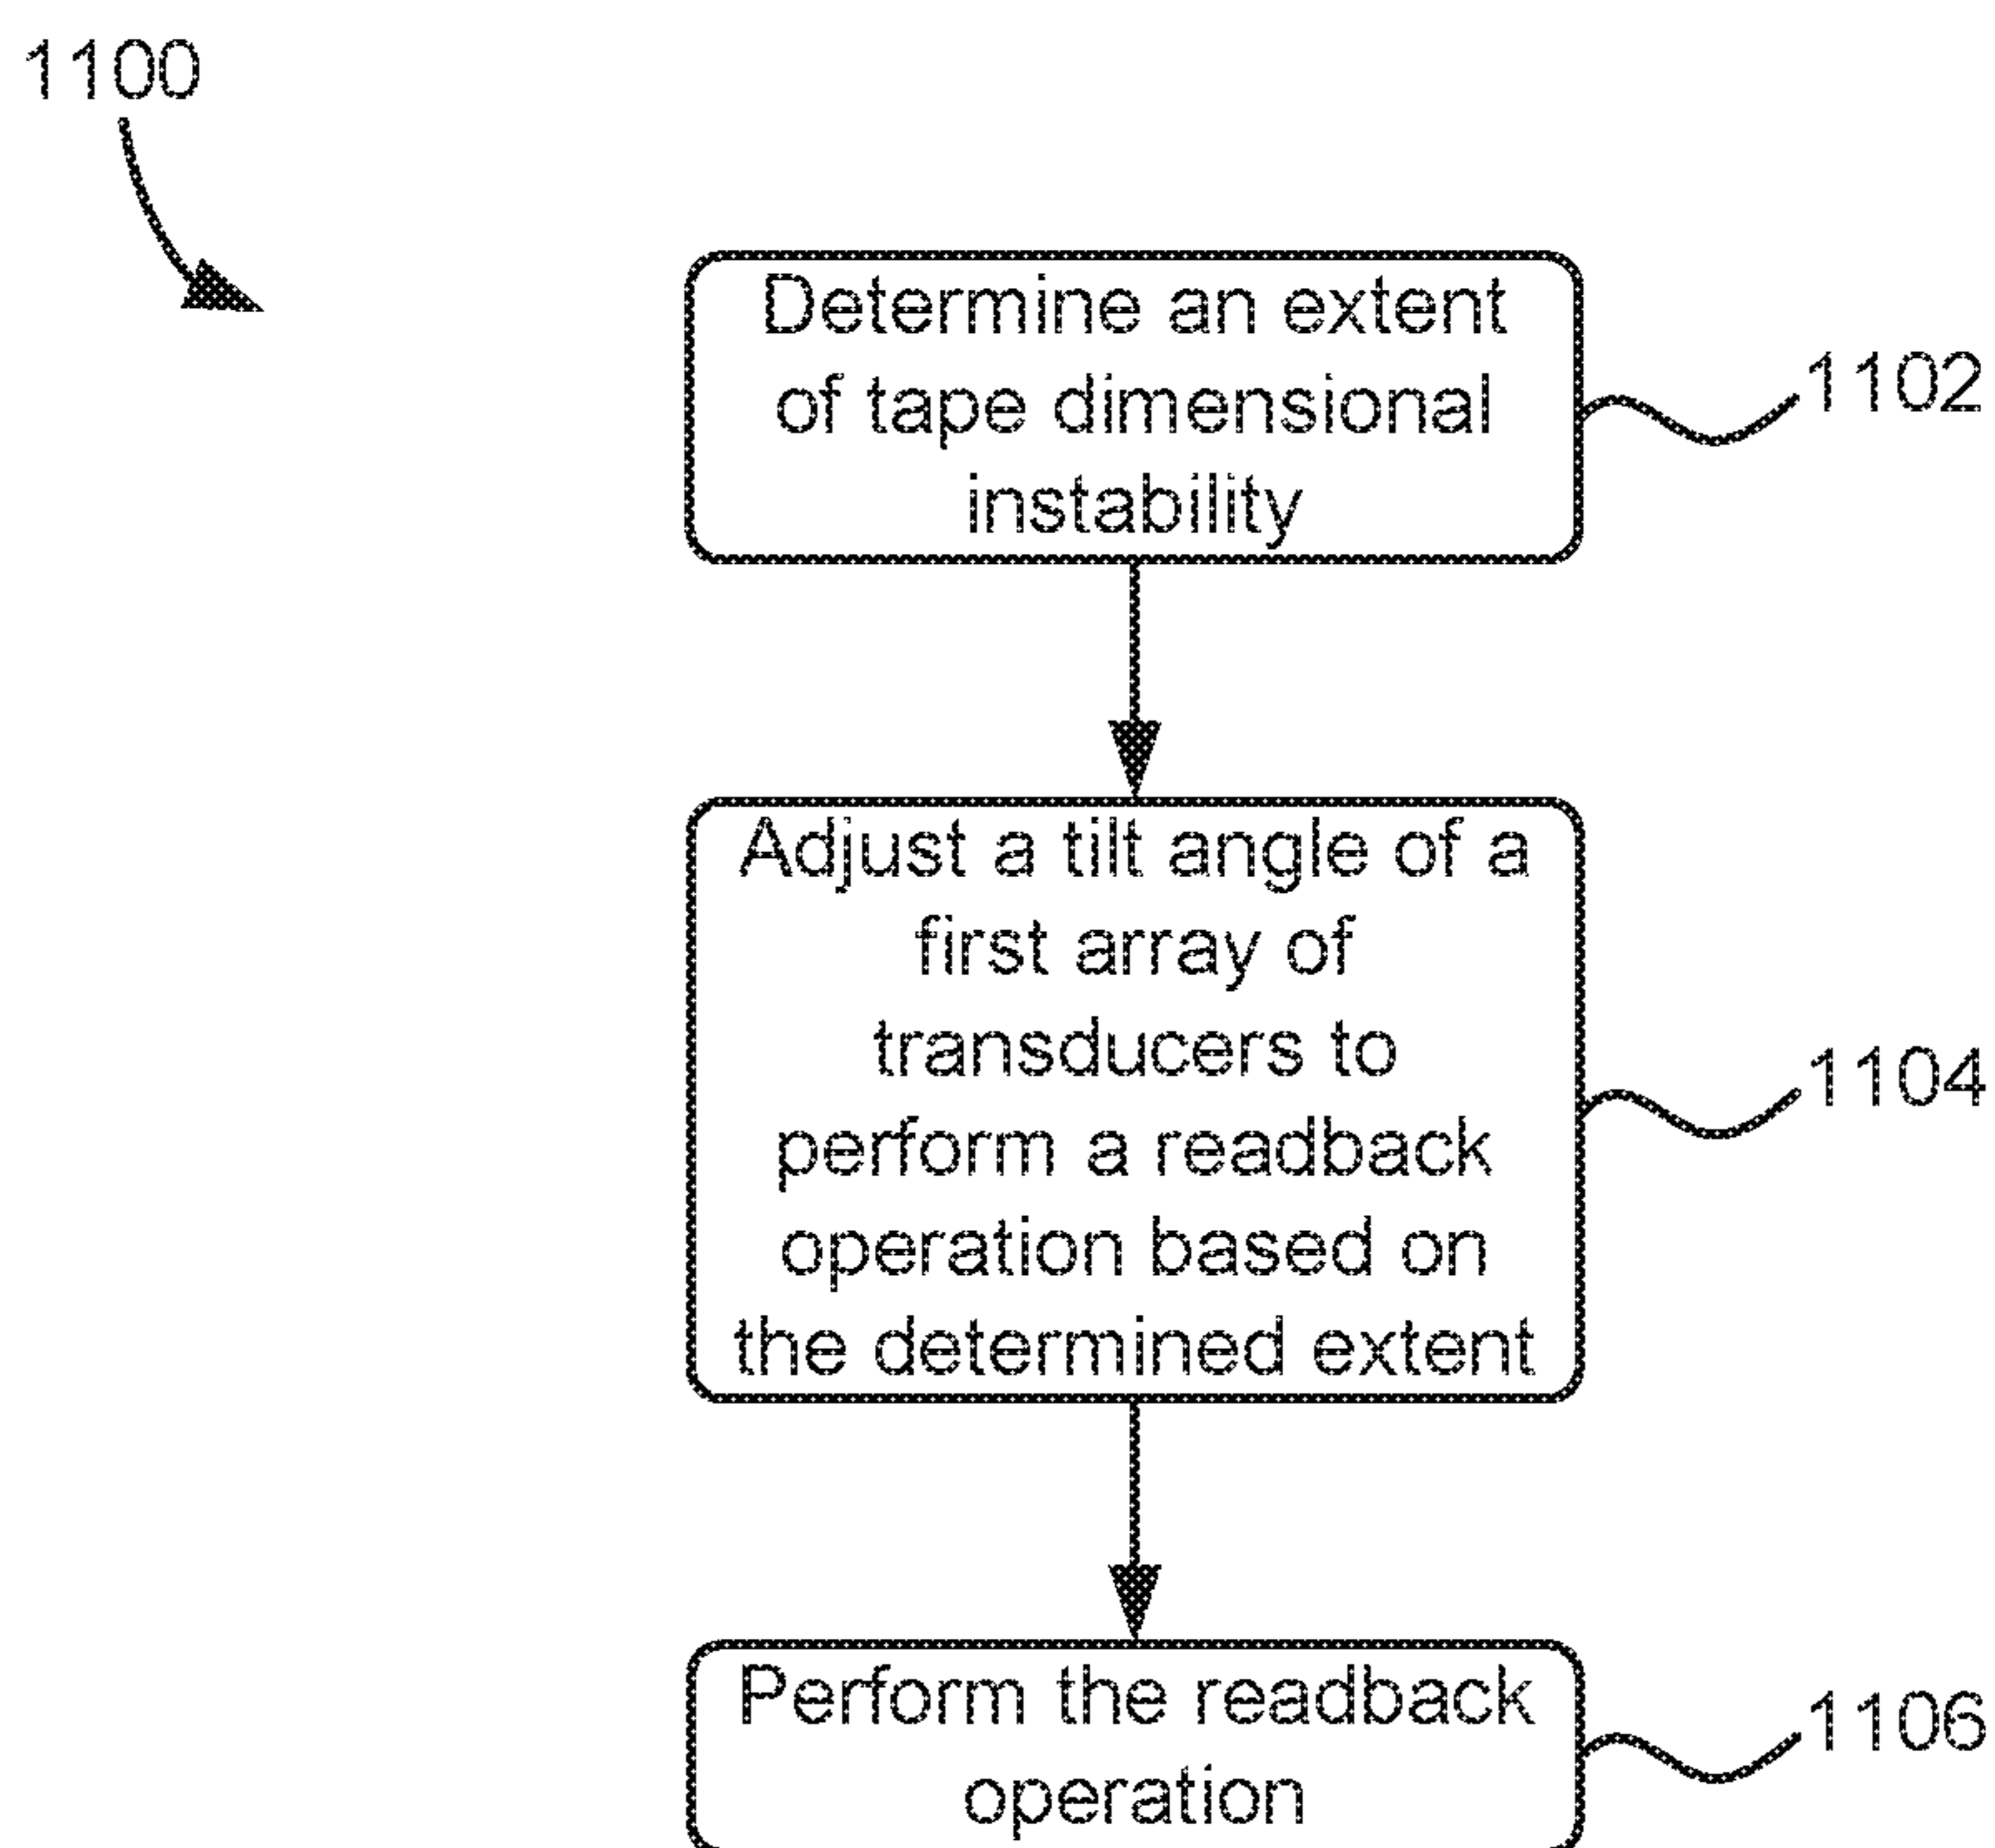 1100
Determine an extent
of tape dimensional
instability
1102
Adjust a tilt angle of a
first array of
transducers to
perform a readback
operation based on
the determined extent
1104
Perform the readback
operation
1106